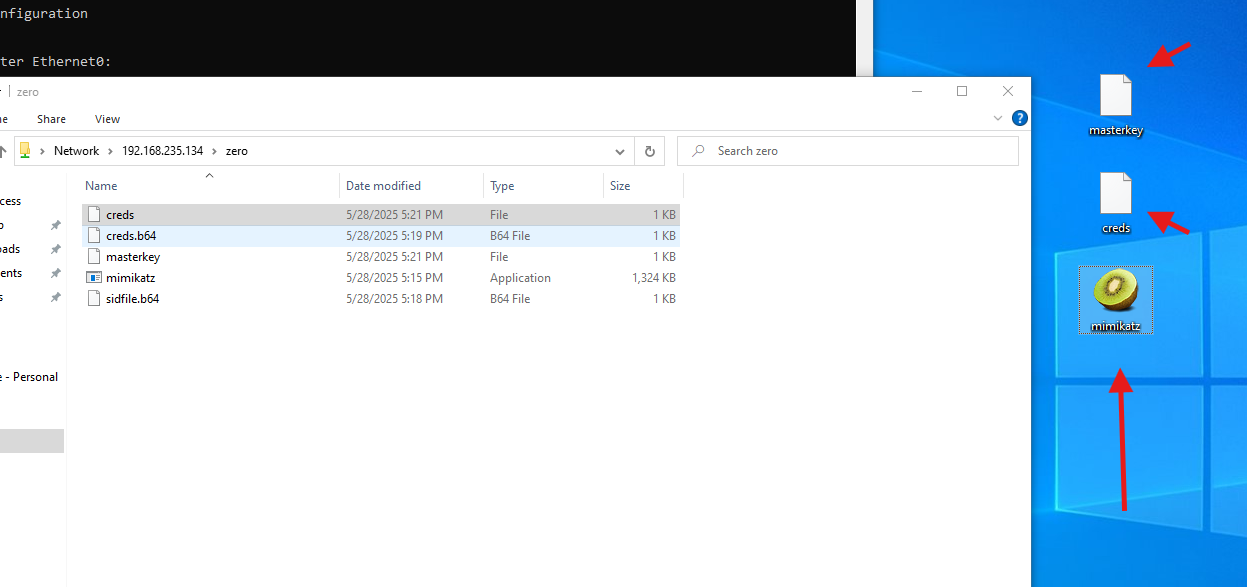 nfiguration
ter Ethernet0:
zero
Share
View
Network
192.168.235.134
zero
Search zero
Name
Date modified
Type
Size
cess
creds
5/28/2025 5:21 PM
File
1 KB
creds.b64
5/28/2025 5:19 PM
B64 File
1 KB
oads
masterkey
5/28/2025 5:21 PM
File
1 KB
ents
mimikatz
5/28/2025 5:15 PM
Application
1,324 KB
s
sidfile.b64
5/28/2025 5:18 PM
B64 File
1 KB
e - Personal
masterkey
creds
mimikatz